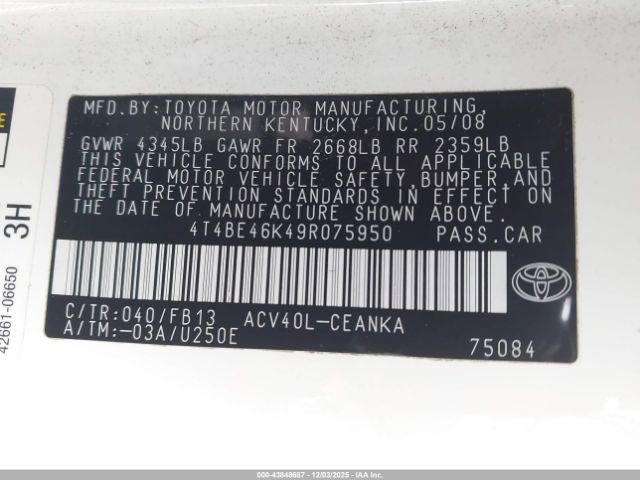 MFD.BY:TOYOTA MOTOR MANUFACTURING,
NORTHERN KENTUCKY,INC.05/08
GVWR 4345LB GAWR FR 2668LB RR 2359LB
THIS VEHICLE CONFORMS TO ALL APPLICABLE
FEDERAL MOTOR VEHICLE SAFETY,BUMPER,AND
THEFT PREVENTION STANDARDS IN EFFECT ON
THE DATE OF MANUFACTURE SHOWN ABOVE.
4T4BE46K49R075950 PASS.CAR
C/TR:040/FB13 ACV40L-CEANKA
A/TM:-03A/U250E
75084
3H
42661-06650
000-43848687 - 12/03/2025 - IAAI.CA